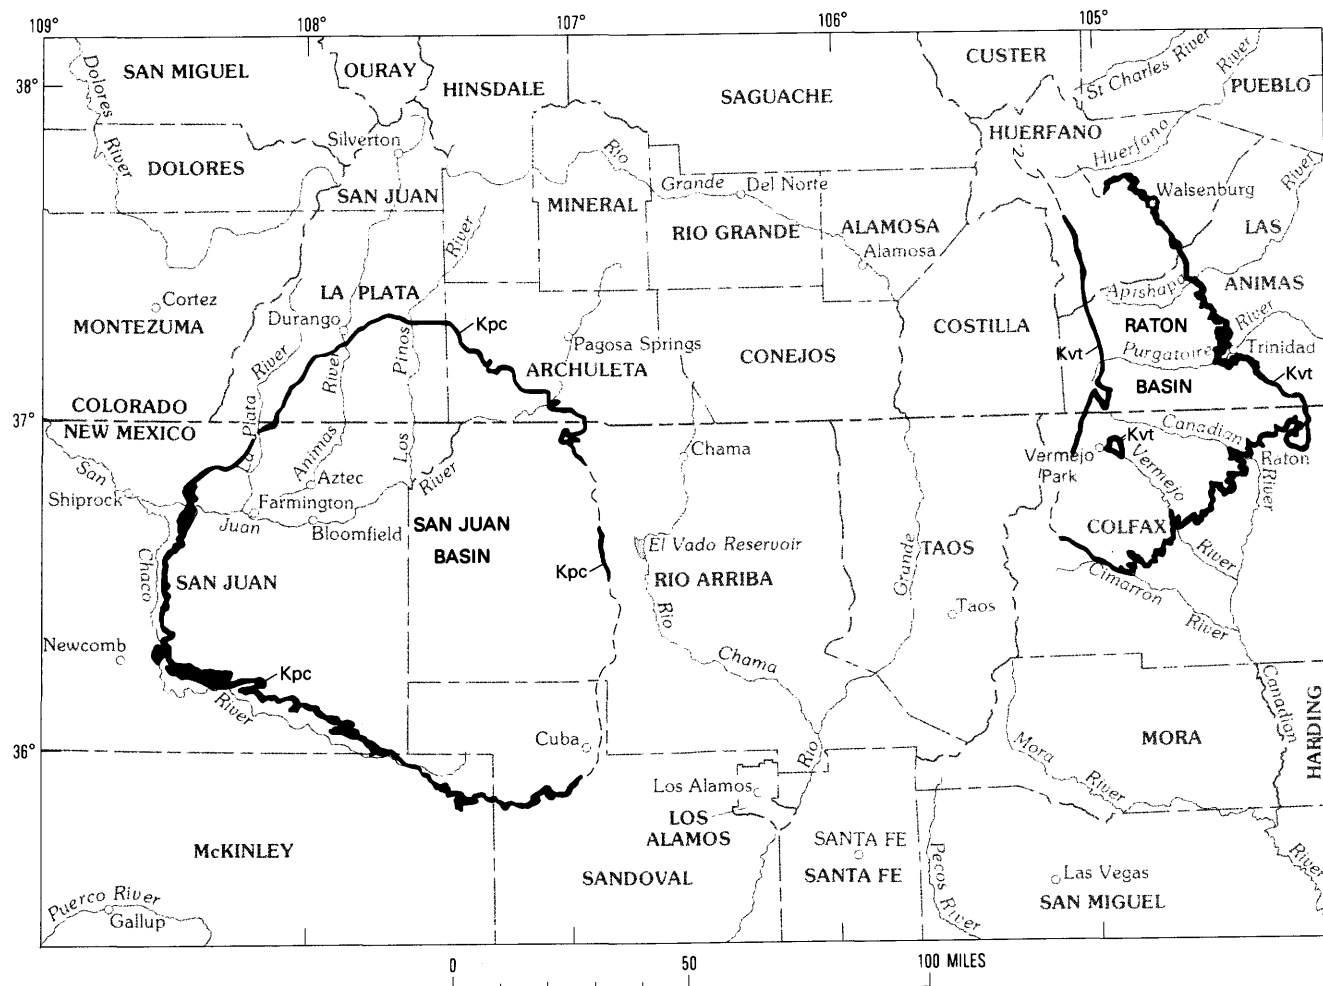 109°
108°
107°
106°
105°
38°
37°
36°
SAN MIGUEL
OURAY
HINSDALE
SAGUACHE
CUSTER
St Charles River
River
PUEBLO
Dolores
River
Silverton
DOLORES
SAN JUAN
Rio
Grande
Del Norte
MINERAL
RIO GRANDE
ALAMOSA
Alamosa
HUERFANO
Huerfano
Walsenburg
River
LAS
ANIMAS
River
Cortez
MONTEZUMA
LA PLATA
Durango
Kpc
Pagosa Springs
ARCHULETA
CONEJOS
COSTILLA
Apishapa
RATON
BASIN
River
Purgatoire
Trinidad
Kvt
Kvt
River
River
Pinos
COLORADO
NEW MEXICO
La Plata
Animas
Los
River
Chama
Canadian
Kvt
Vermejo
Park
Vermejo
Raton
River
San
Shiprock
Aztec
Farmington
Juan
Bloomfield
SAN JUAN
BASIN
El Vado Reservoir
RIO ARRIBA
Grande
TAOS
COLFAX
River
Cimarron
River
Chaco
SAN JUAN
Kpc
Rio
Taos
Newcomb
Kpc
River
Chama
Canadian
HARDING
Cuba
Rio
Mora
River
MORA
Los Alamos
LOS
ALAMOS
SANTA FE
SANTA FE
Pecos River
River
McKINLEY
SANDOVAL
Las Vegas
SAN MIGUEL
Puerco River
Gallup
0
50
100 MILES